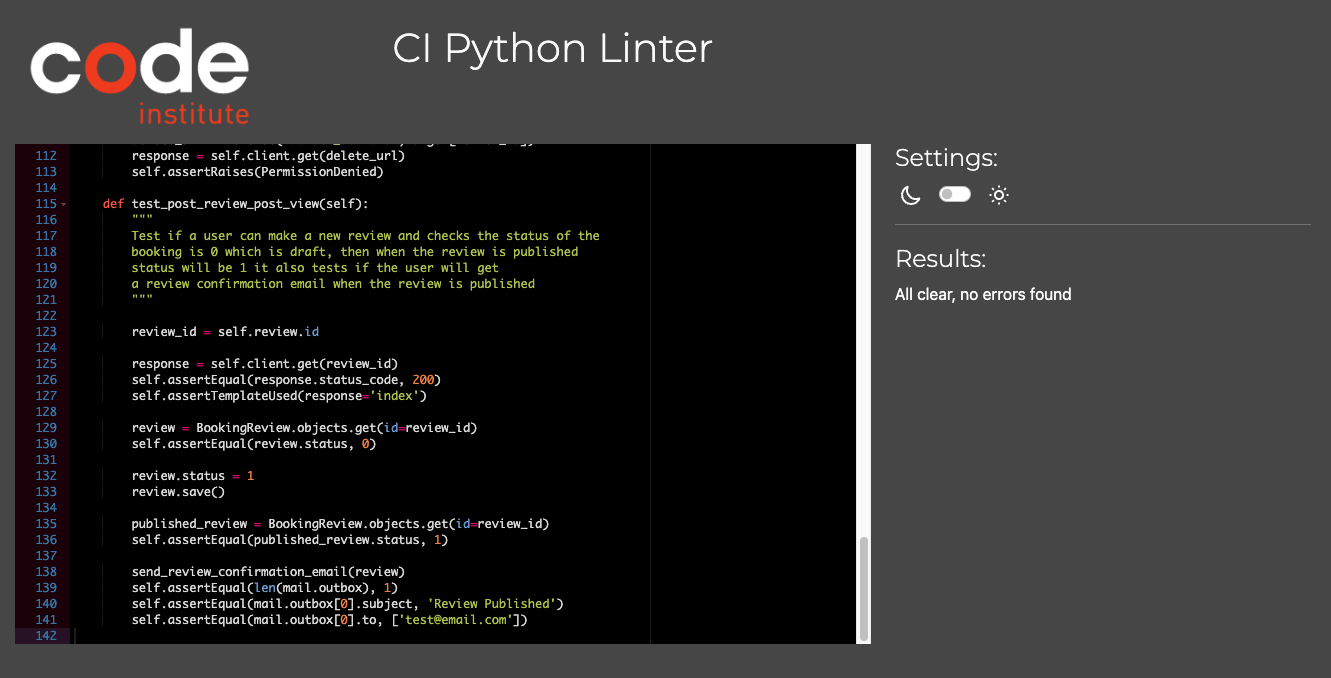 code
institute
CI Python Linter
112 response = self.client.get(delete_url)
113 self.assertRaises(PermissionDenied)
114
115 def test_post_review_post_view(self):
116 """
117 Test if a user can make a new review and checks the status of the
118 booking is 0 which is draft, then when the review is published
119 status will be 1 it also tests if the user will get
120 a review confirmation email when the review is published
121 """
122
123 review_id = self.review.id
124
125 response = self.client.get(review_id)
126 self.assertEqual(response.status_code, 200)
127 self.assertTemplateUsed(response='index')
128
129 review = BookingReview.objects.get(id=review_id)
130 self.assertEqual(review.status, 0)
131
132 review.status = 1
133 review.save()
134
135 published_review = BookingReview.objects.get(id=review_id)
136 self.assertEqual(published_review.status, 1)
137
138 send_review_confirmation_email(review)
139 self.assertEqual(len(mail.outbox), 1)
140 self.assertEqual(mail.outbox[0].subject, 'Review Published')
141 self.assertEqual(mail.outbox[0].to, ['test@email.com'])
142
Settings:
Results:
All clear, no errors found